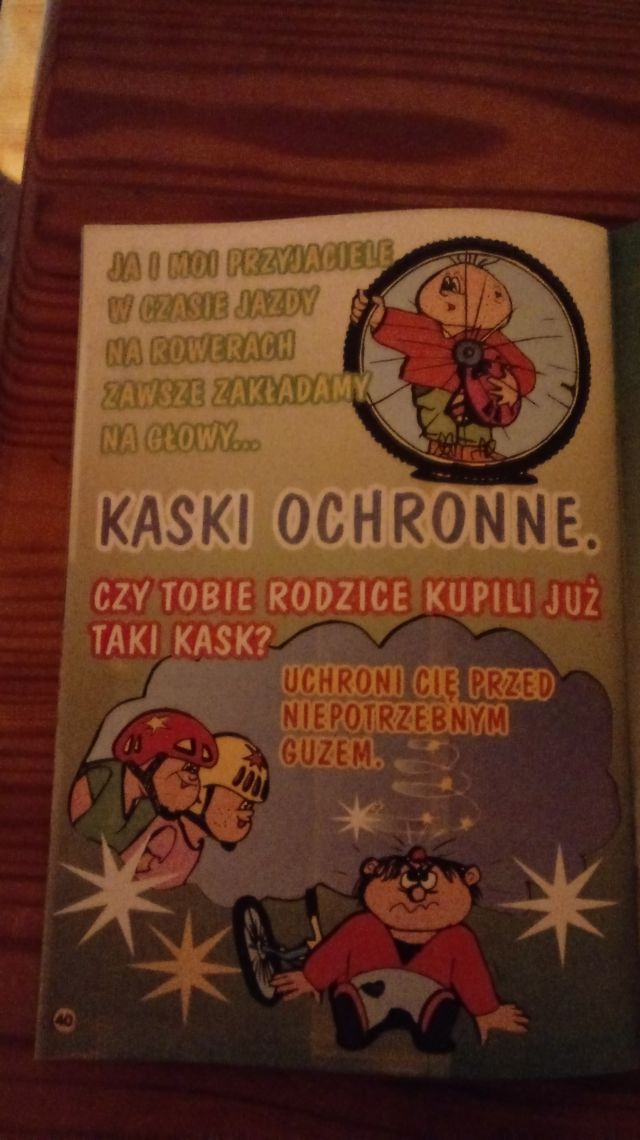 JA I MOI PRZYJACIELE
W CZASIE JAZDY
NA ROWERACH
ZAWSZE ZAKŁADAMY
NA GŁOWY...
KASKI OCHRONNE.
CZY TOBIE RODZICE KUPILI JUŻ
TAKI KASK?
UCHRONI CIĘ PRZED
NIEPOTRZEBNYM
GUZEM.
40